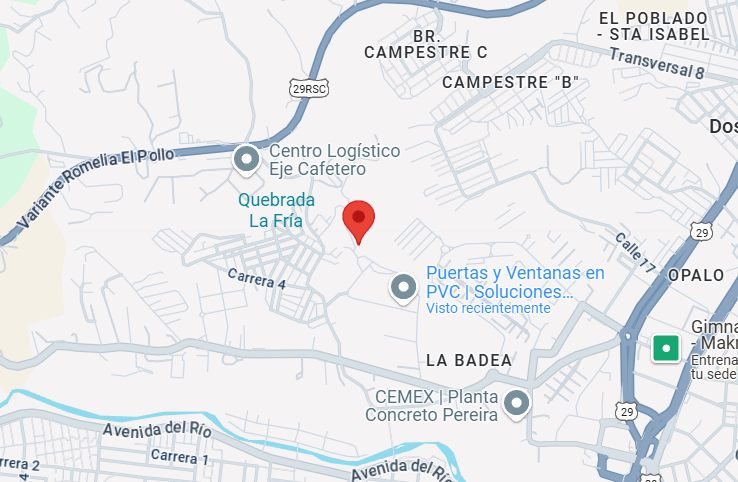 EL POBLADO
- STA ISABEL
BR.
CAMPESTRE C
Transversal 8
CAMPESTRE "B"
29RSC
Dos
Centro Logístico
Eje Cafetero
Variante Romelia El Pollo
Quebrada
La Fría
29
Calle 17
OPALO
Carrera 4
Puertas y Ventanas en
PVC | Soluciones...
Visto recientemente
Gimna
- Makr
Entrena
tu sede
LA BADEA
CEMEX | Planta
Concreto Pereira
29
Avenida del Río
Carrera 1
rrera 2
Avenida del Río